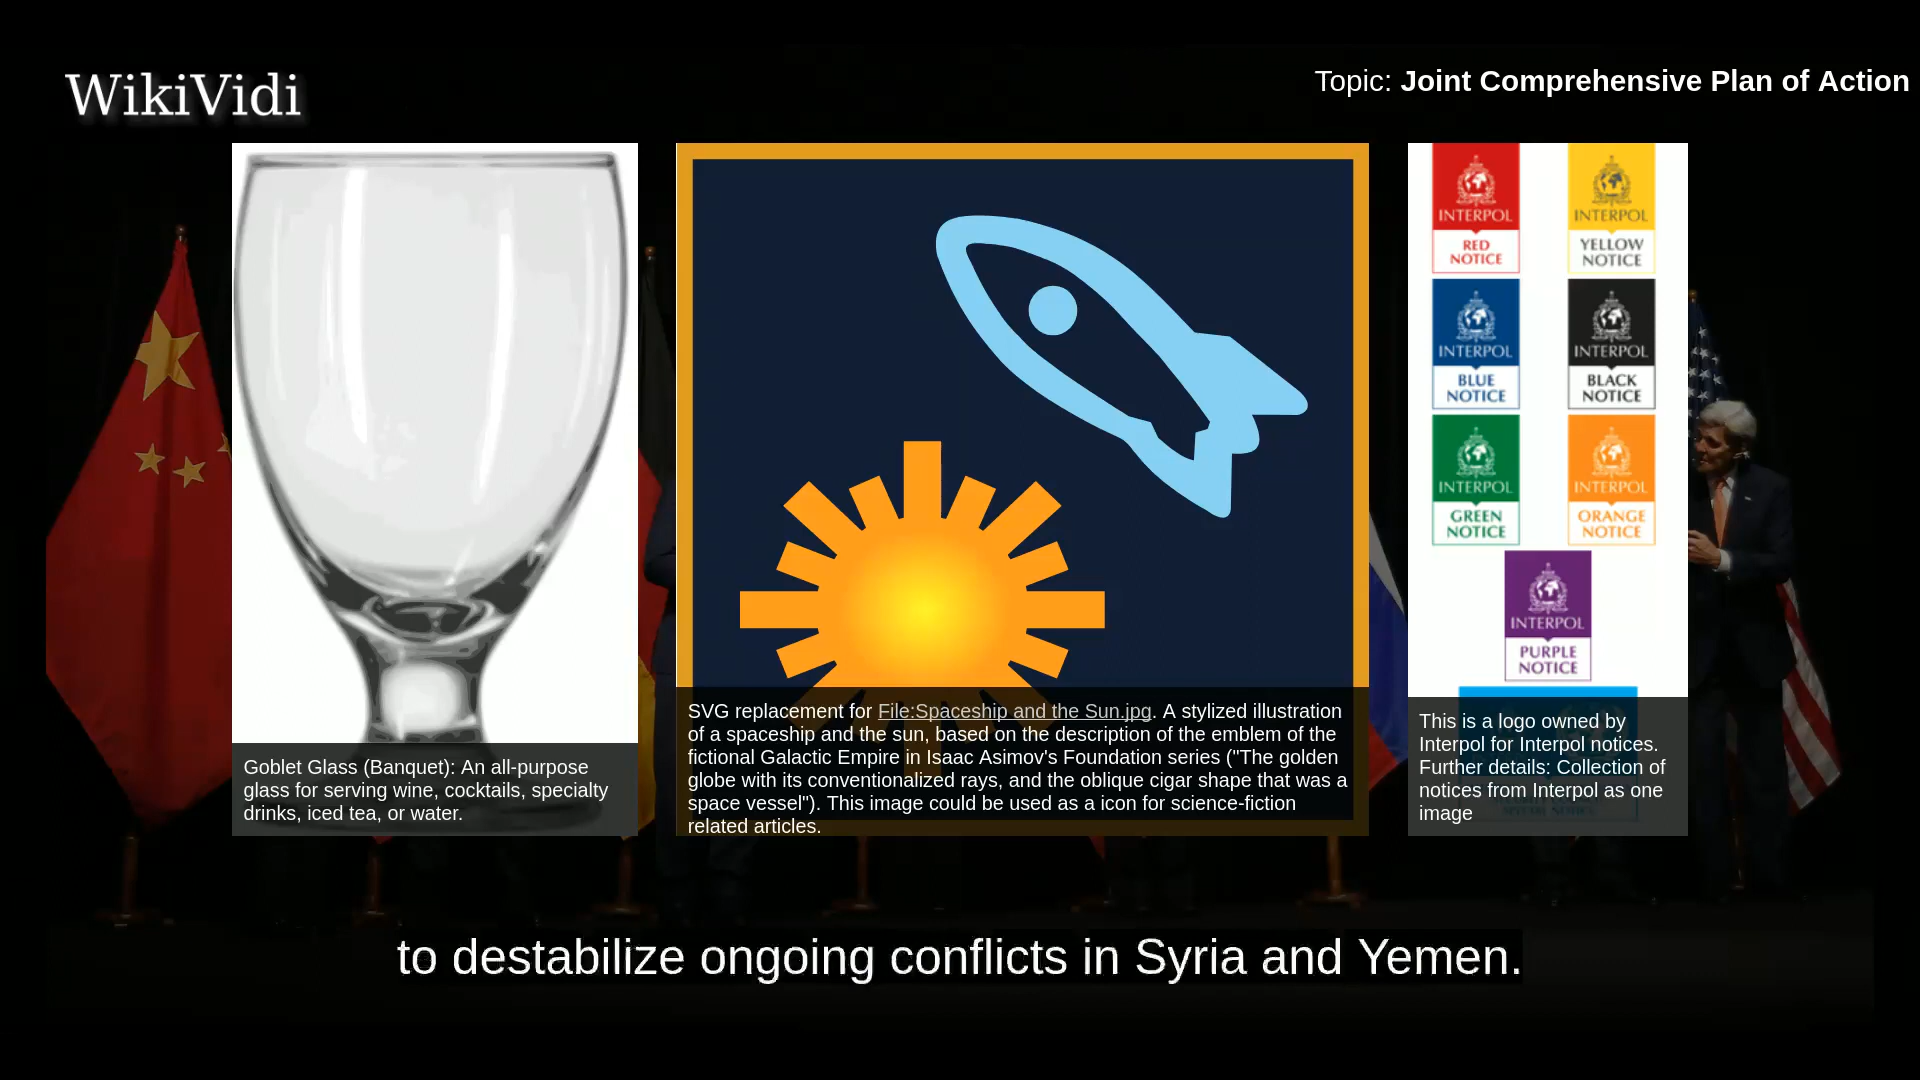 WikiVidi
Topic: Joint Comprehensive Plan of Action
Goblet Glass (Banquet): An all-purpose
glass for serving wine, cocktails, specialty
drinks, iced tea, or water.
SVG replacement for File:Spaceship and the Sun.jpg. A stylized illustration
of a spaceship and the sun, based on the description of the emblem of the
fictional Galactic Empire in Isaac Asimov's Foundation series ("The golden
globe with its conventionalized rays, and the oblique cigar shape that was a
space vessel"). This image could be used as a icon for science-fiction
related articles.
INTERPOL
RED
NOTICE
INTERPOL
YELLOW
NOTICE
INTERPOL
BLUE
NOTICE
INTERPOL
BLACK
NOTICE
INTERPOL
GREEN
NOTICE
INTERPOL
ORANGE
NOTICE
INTERPOL
PURPLE
NOTICE
This is a logo owned by
Interpol for Interpol notices.
Further details: Collection of
notices from Interpol as one
image
to destabilize ongoing conflicts in Syria and Yemen.